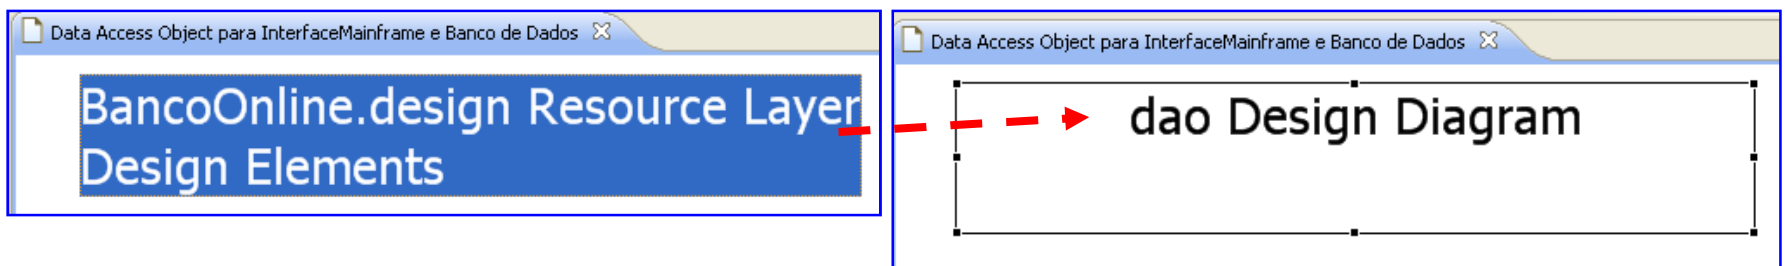 Data Access Object para InterfaceMainframe e Banco de Dados
BancoOnline.design Resource Layer
Design Elements
Data Access Object para InterfaceMainframe e Banco de Dados
dao Design Diagram